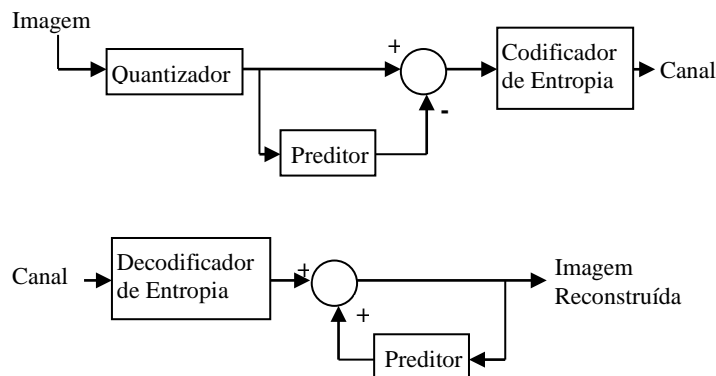 Imagem
Quantizador
+
-
Preditor
Codificador
de Entropia
Canal
Canal
Decodificador
de Entropia
+
+
Preditor
Imagem
Reconstruída